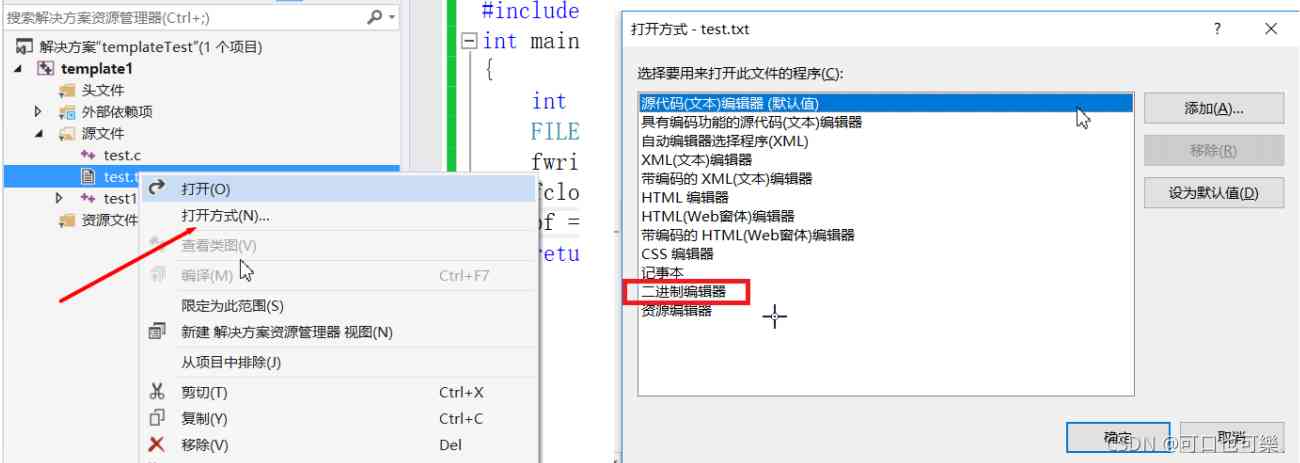 搜索解决方案资源管理器(Ctrl+;)
解决方案"templateTest"(1 个项目)
template1
头文件
外部依赖项
源文件
test.c
test.t
test1
资源文件
打开(O)
打开方式(N)...
查看类图(V)
编译(M) Ctrl+F7
限定为此范围(S)
新建 解决方案资源管理器 视图(N)
从项目中排除(J)
剪切(T) Ctrl+X
复制(Y) Ctrl+C
移除(V) Del
#include
int main
{
int
FILE
fwri
fclo
pf =
retu
打开方式 - test.txt
选择要用来打开此文件的程序(C):
源代码(文本)编辑器 (默认值)
具有编码功能的源代码(文本)编辑器
自动编辑器选择程序(XML)
XML(文本)编辑器
带编码的 XML(文本)编辑器
HTML 编辑器
HTML(Web窗体)编辑器
带编码的 HTML(Web窗体)编辑器
CSS 编辑器
记事本
二进制编辑器
资源编辑器
添加(A)...
移除(R)
设为默认值(D)
确定
取消
CSDN @可口也可樂、